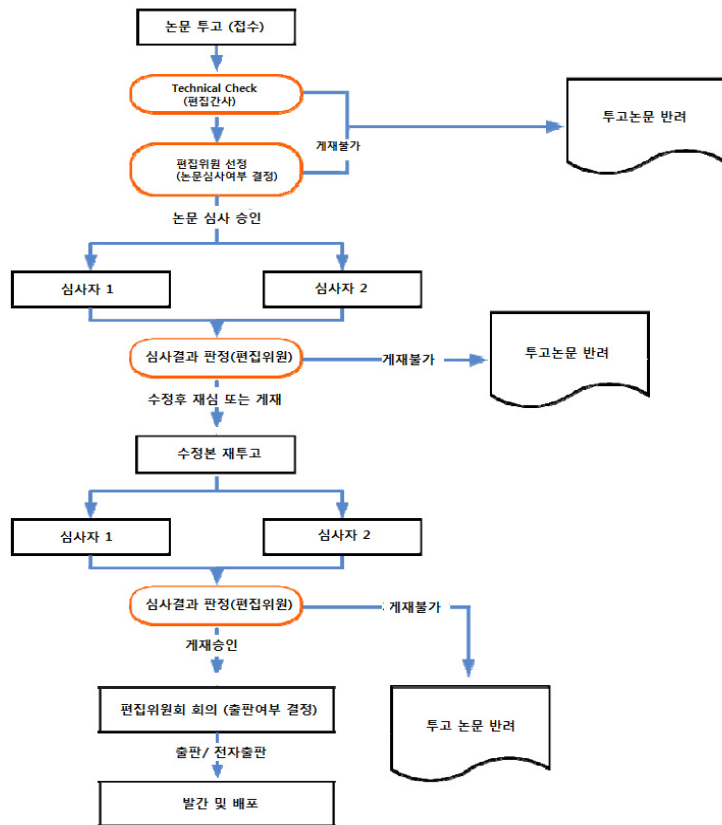 논문 투고 (접수)
Technical Check
(편집간사)
투고논문 반려
게재불가
편집위원 선정
(논문심사여부 결정)
논문 심사 승인
심사자 1
심사자 2
심사결과 판정(편집위원)
게재불가
투고논문 반려
수정후 재심 또는 게재
수정본 재투고
심사자 1
심사자 2
심사결과 판정(편집위원)
: 게재불가
게재승인
편집위원회 회의 (출판여부 결정)
투고 논문 반려
출판/ 전자출판
발간 및 배포